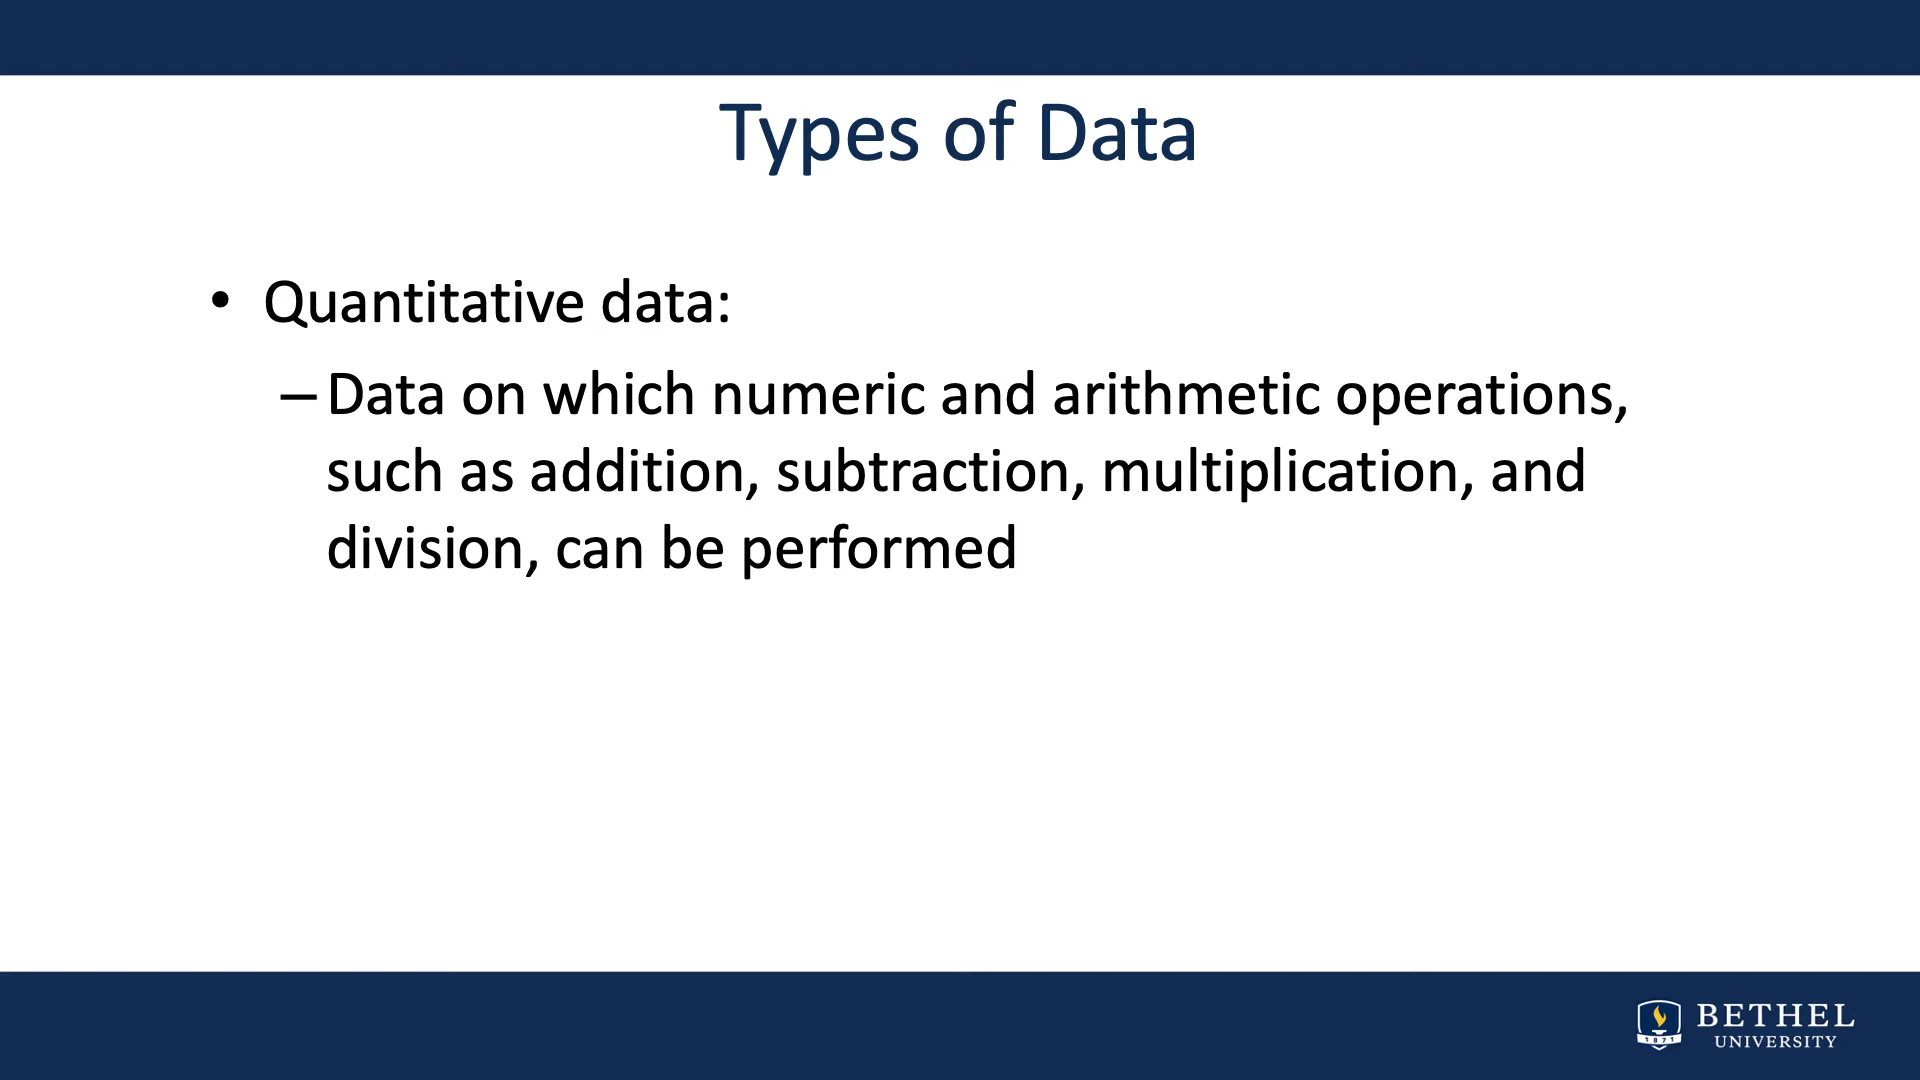 Types of Data
• Quantitative data:
– Data on which numeric and arithmetic operations,
such as addition, subtraction, multiplication, and
division, can be performed
1871
BETHEL
UNIVERSITY